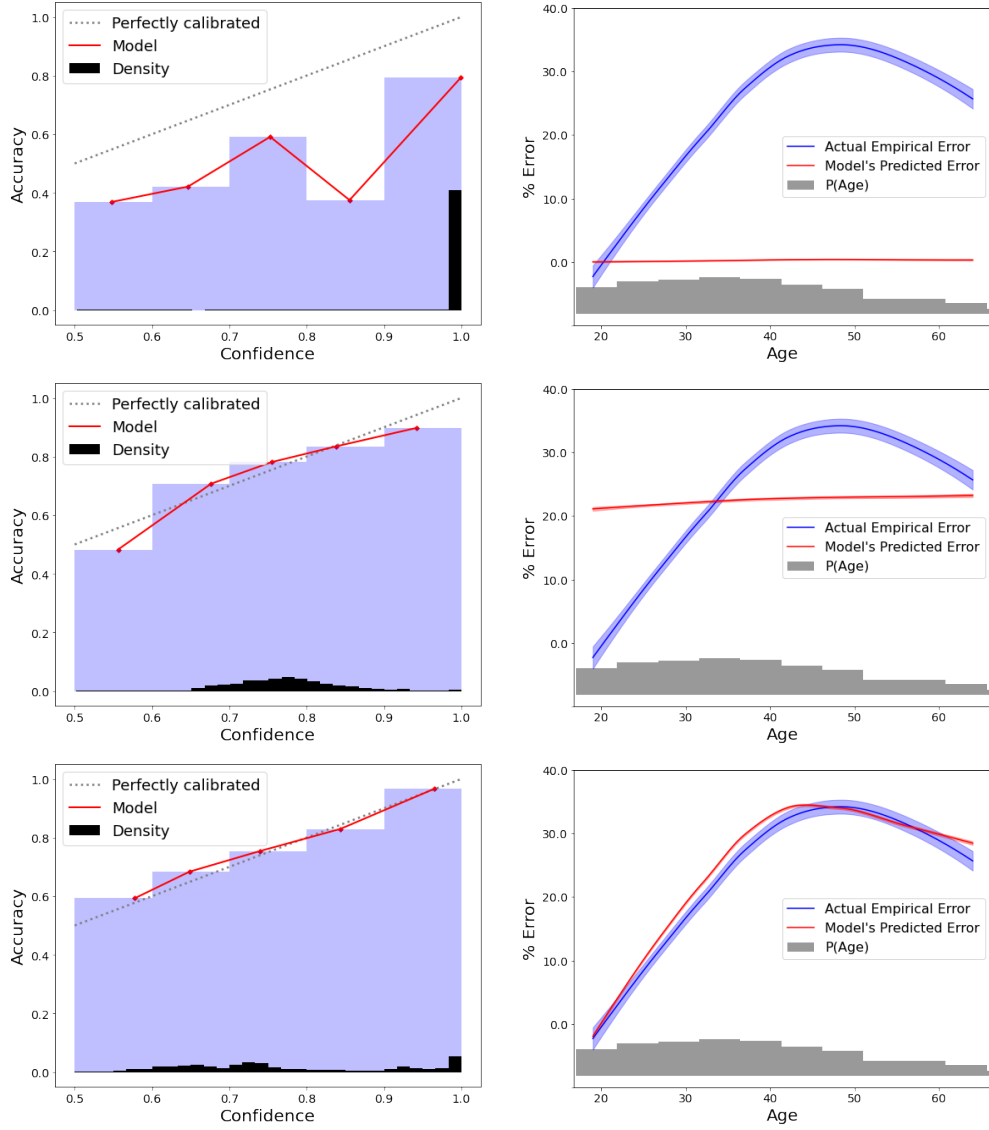 1.0
0.8
0.6
0.4
0.2
0.0
Accuracy
Perfectly calibrated
Model
Density
0.5 0.6 0.7 0.8 0.9 1.0
Confidence
40.0
30.0
20.0
10.0
0.0
% Error
Actual Empirical Error
Model's Predicted Error
P(Age)
20 30 40 50 60
Age
1.0
0.8
0.6
0.4
0.2
0.0
Accuracy
Perfectly calibrated
Model
Density
0.5 0.6 0.7 0.8 0.9 1.0
Confidence
40.0
30.0
20.0
10.0
0.0
% Error
Actual Empirical Error
Model's Predicted Error
P(Age)
20 30 40 50 60
Age
1.0
0.8
0.6
0.4
0.2
0.0
Accuracy
Perfectly calibrated
Model
Density
0.5 0.6 0.7 0.8 0.9 1.0
Confidence
40.0
30.0
20.0
10.0
0.0
% Error
Actual Empirical Error
Model's Predicted Error
P(Age)
20 30 40 50 60
Age